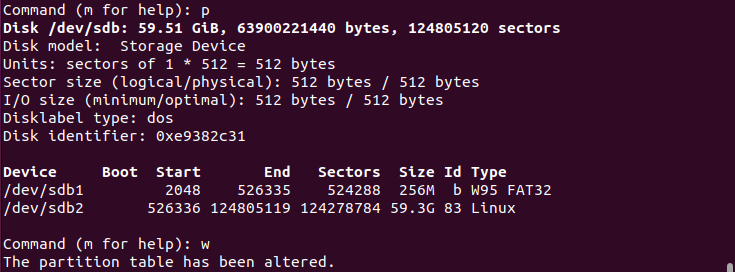 Command (m for help): p
Disk /dev/sdb: 59.51 GiB, 63900221440 bytes, 124805120 sectors
Disk model:  Storage Device
Units: sectors of 1 * 512 = 512 bytes
Sector size (logical/physical): 512 bytes / 512 bytes
I/O size (minimum/optimal): 512 bytes / 512 bytes
Disklabel type: dos
Disk identifier: 0xe9382c31

Device     Boot  Start       End   Sectors  Size Id Type
/dev/sdb1         2048    526335    524288  256M  b W95 FAT32
/dev/sdb2       526336 124805119 124278784 59.3G 83 Linux

Command (m for help): w
The partition table has been altered.